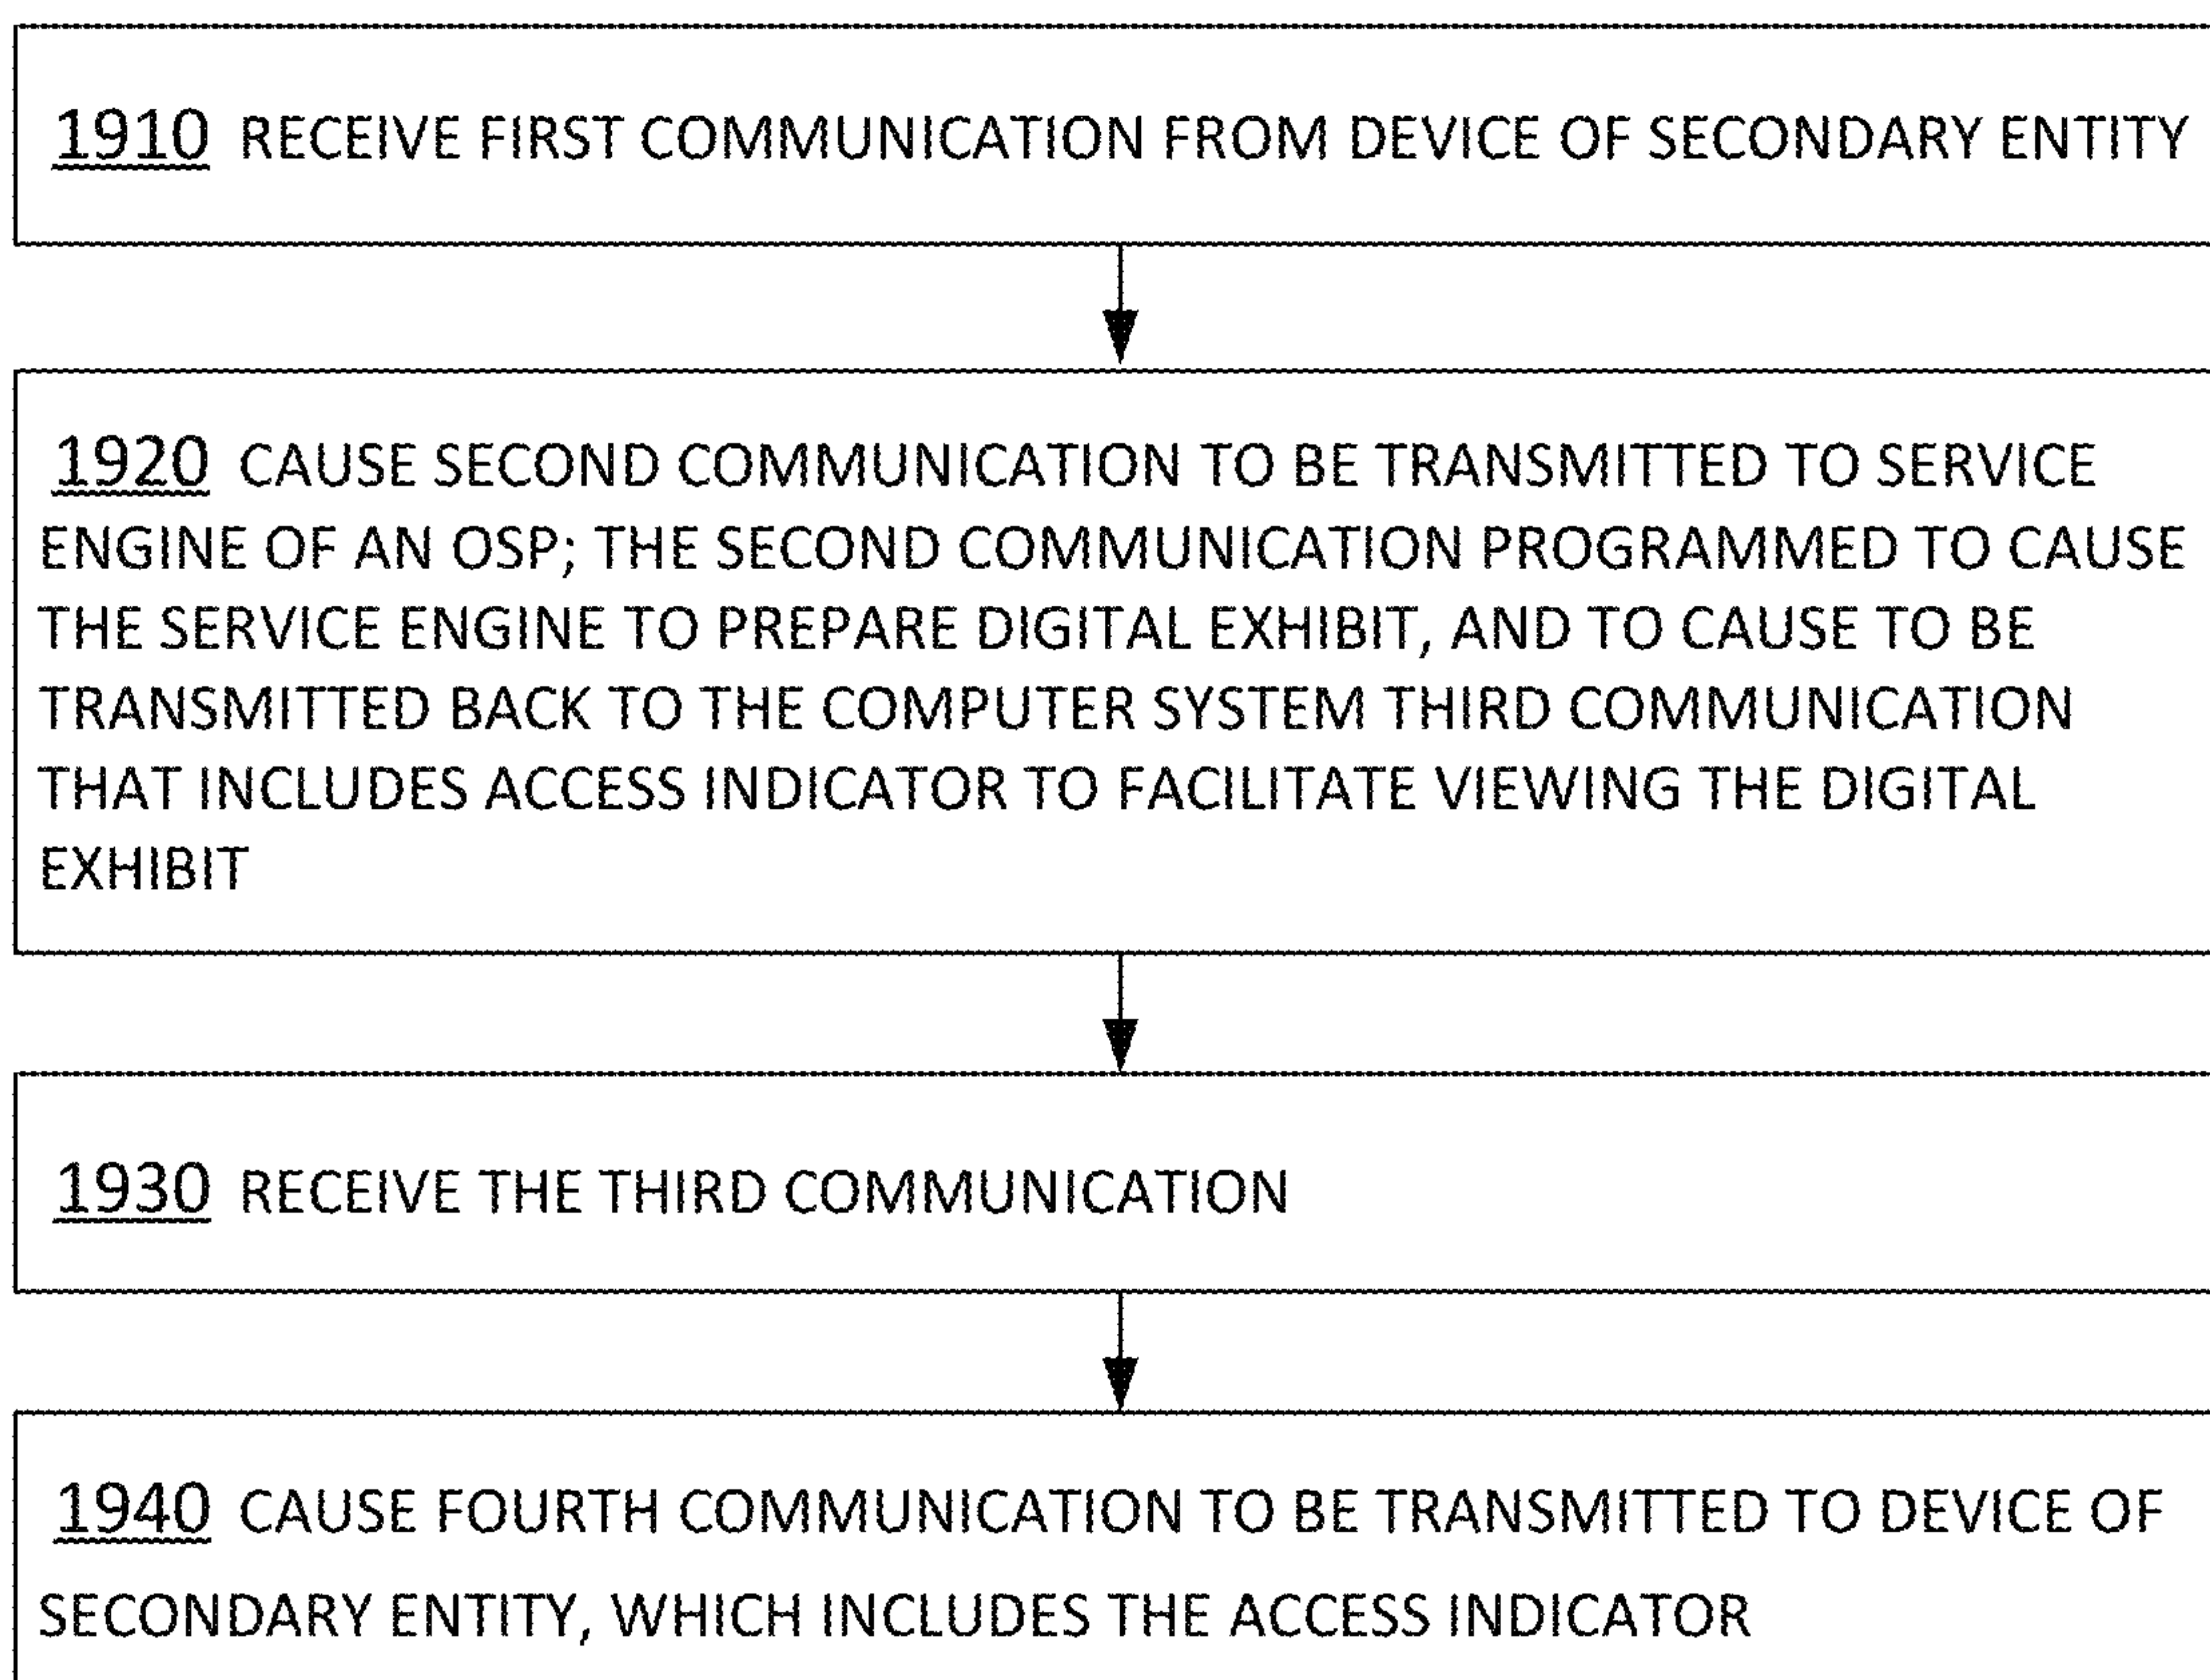 1910 RECEIVE FIRST COMMUNICATION FROM DEVICE OF SECONDARY ENTITY
1920 CAUSE SECOND COMMUNICATION TO BE TRANSMITTED TO SERVICE
ENGINE OF AN OSP; THE SECOND COMMUNICATION PROGRAMMED TO CAUSE
THE SERVICE ENGINE TO PREPARE DIGITAL EXHIBIT, AND TO CAUSE TO BE
TRANSMITTED BACK TO THE COMPUTER SYSTEM THIRD COMMUNICATION
THAT INCLUDES ACCESS INDICATOR TO FACILITATE VIEWING THE DIGITAL
EXHIBIT
1930 RECEIVE THE THIRD COMMUNICATION
1940 CAUSE FOURTH COMMUNICATION TO BE TRANSMITTED TO DEVICE OF
SECONDARY ENTITY, WHICH INCLUDES THE ACCESS INDICATOR